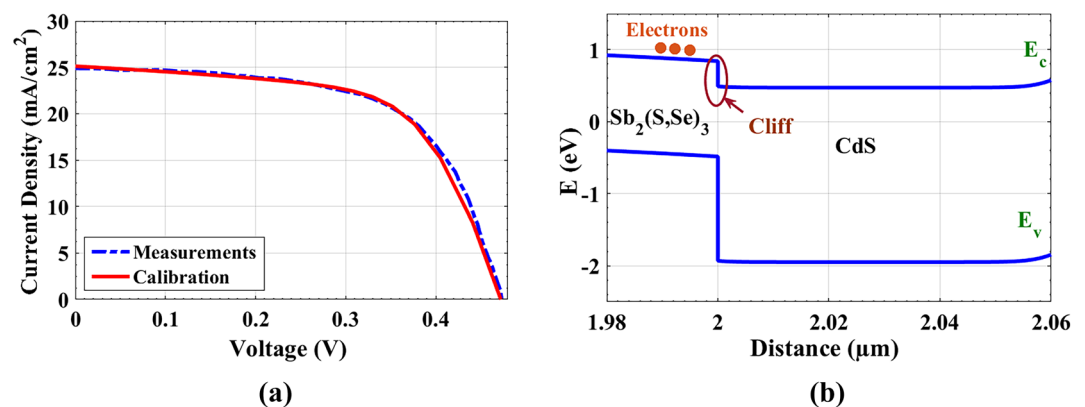 30
25
20
15
10
5
0
Current Density (mA/cm²)
Measurements
Calibration
0 0.1 0.2 0.3 0.4
Voltage (V)
(a)
Electrons
E_c
1
0
-1
-2
E (eV)
Sb₂(S,Se)₃
Cliff
CdS
E_v
1.98 2 2.02 2.04 2.06
Distance (µm)
(b)